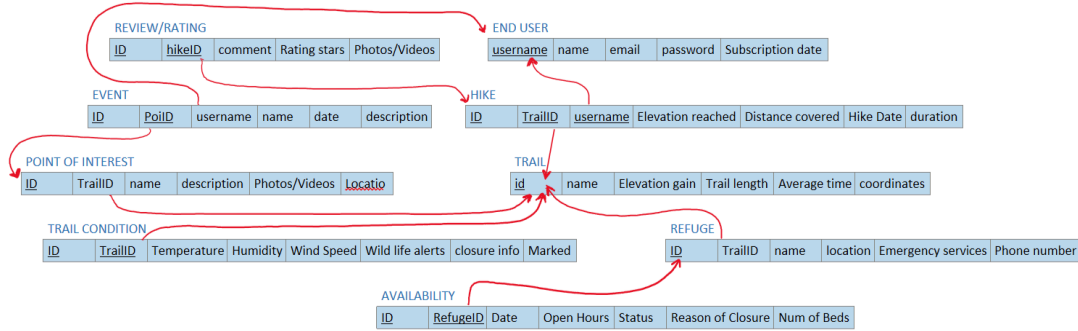 REVIEW/RATING
ID hikeID comment Rating stars Photos/Videos
END USER
username name email password Subscription date
EVENT
ID PoiID username name date description
HIKE
ID TrailID username Elevation reached Distance covered Hike Date duration
POINT OF INTEREST
ID TrailID name description Photos/Videos Locatio
TRAIL
id name Elevation gain Trail length Average time coordinates
TRAIL CONDITION
ID TrailID Temperature Humidity Wind Speed Wild life alerts closure info Marked
REFUGE
ID TrailID name location Emergency services Phone number
AVAILABILITY
ID RefugeID Date Open Hours Status Reason of Closure Num of Beds